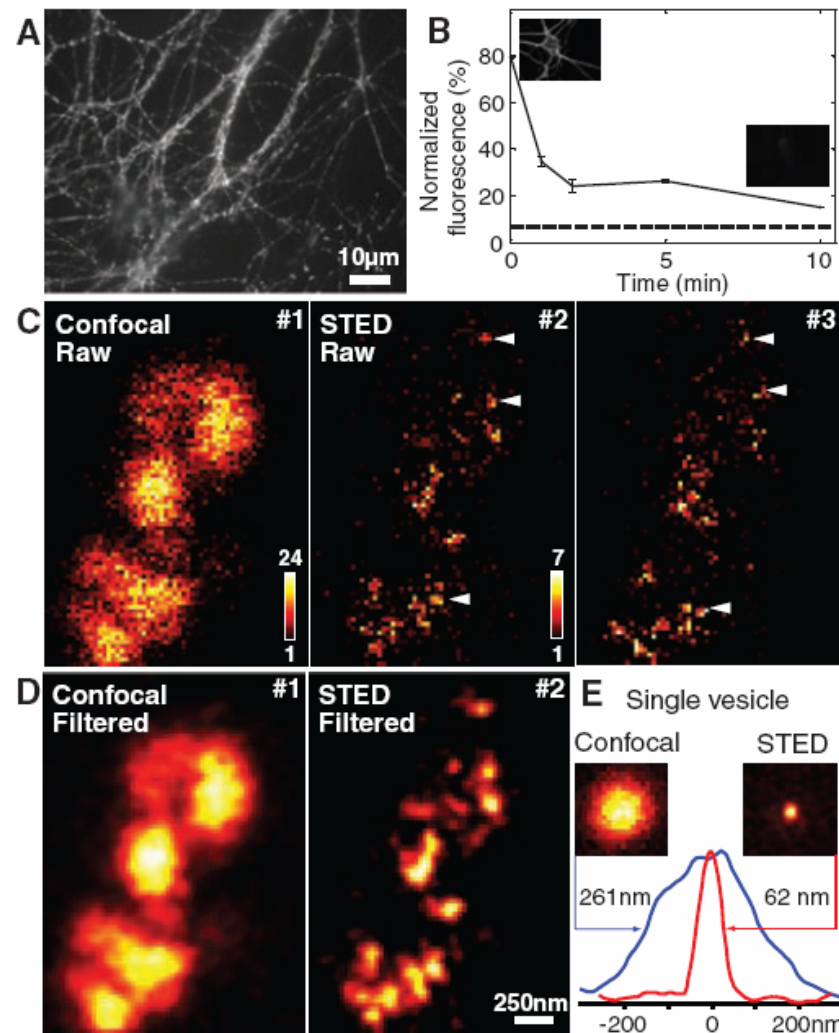 A
10µm
B
Normalized
fluorescence (%)
80
60
40
20
0
0
5
10
Time (min)
C
Confocal
Raw
#1
24
1
STED
Raw
#2
7
1
#3
D
Confocal
Filtered
#1
STED
Filtered
#2
250nm
E
Single vesicle
Confocal
STED
261nm
62 nm
-200
0
200nm